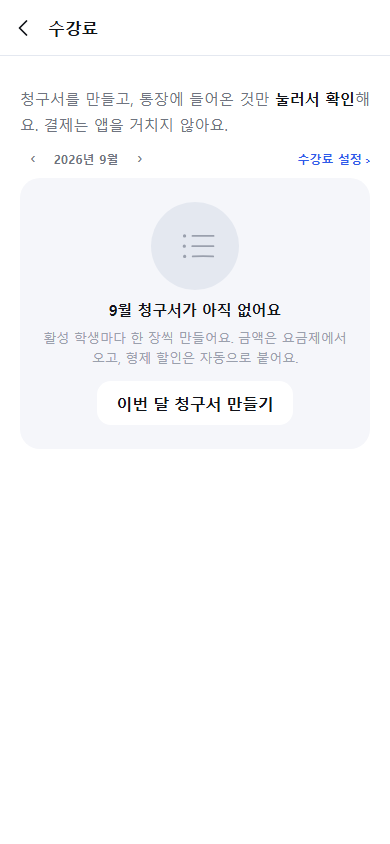 수강료
청구서를 만들고, 통장에 들어온 것만 눌러서 확인해
요. 결제는 앱을 거치지 않아요.
‹ 2026년 9월 › 수강료 설정 ›
9월 청구서가 아직 없어요
활성 학생마다 한 장씩 만들어요. 금액은 요금제에서
오고, 형제 할인은 자동으로 붙어요.
이번 달 청구서 만들기